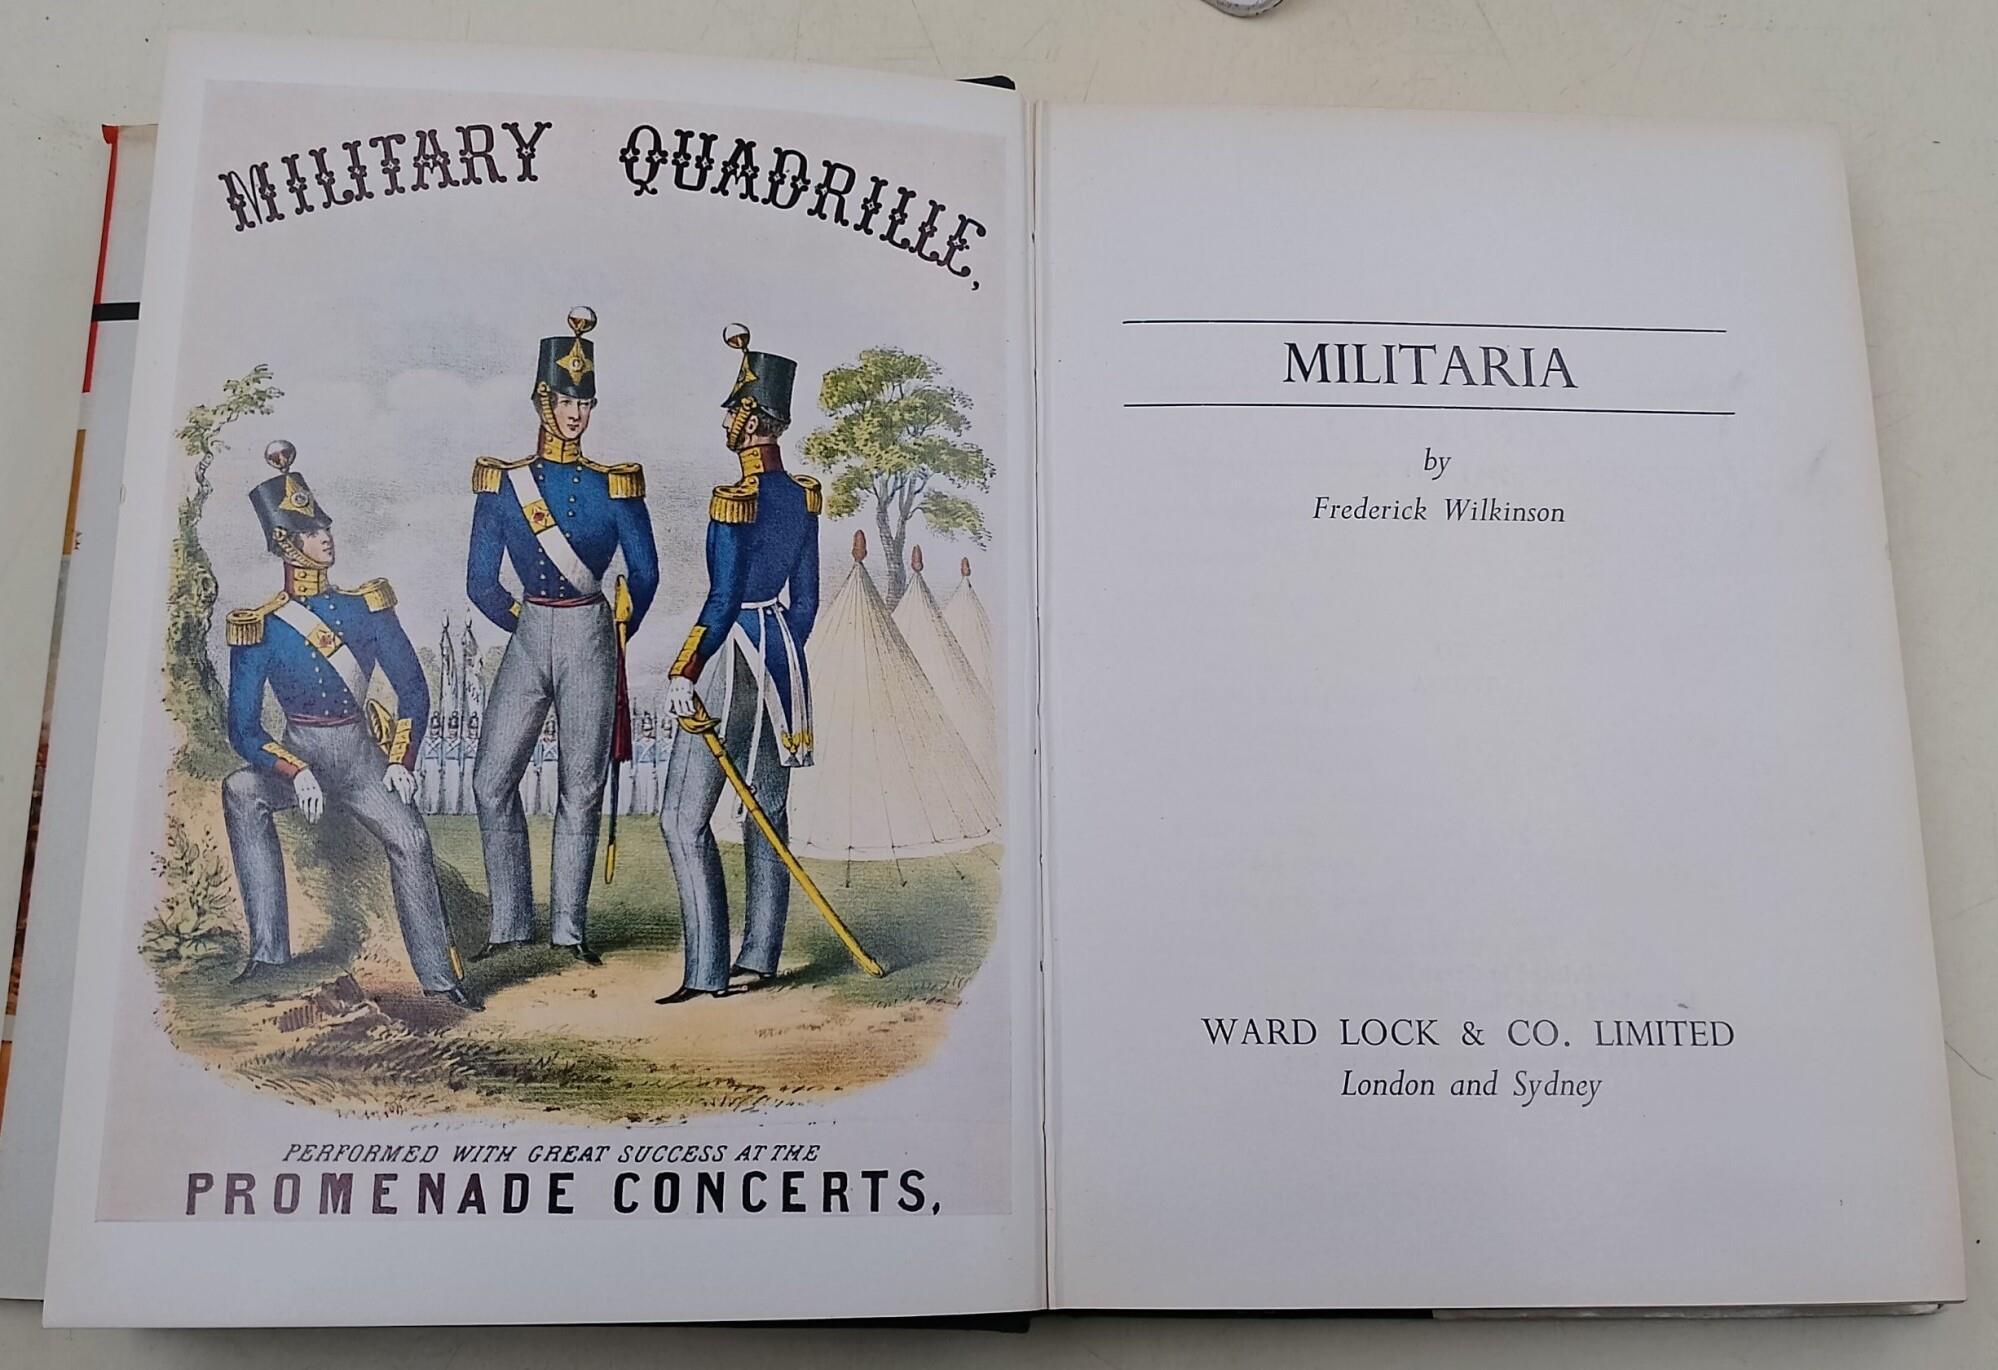 MILITARY QUADRILLE,
PERFORMED WITH GREAT SUCCESS AT THE
PROMENADE CONCERTS,
MILITARIA
by
Frederick Wilkinson
WARD LOCK & CO. LIMITED
London and Sydney